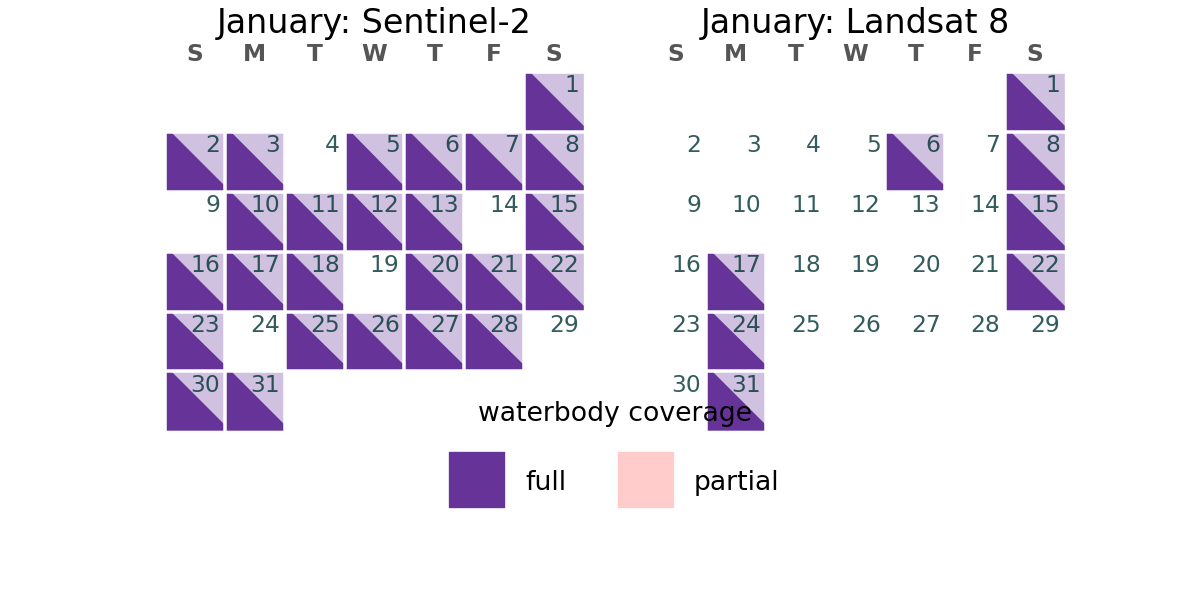 January: Sentinel-2
S M T W T F S
1
2 3 4 5 6 7 8
9 10 11 12 13 14 15
16 17 18 19 20 21 22
23 24 25 26 27 28 29
30 31
January: Landsat 8
S M T W T F S
1
2 3 4 5 6 7 8
9 10 11 12 13 14 15
16 17 18 19 20 21 22
23 24 25 26 27 28 29
30 31
waterbody coverage
full partial